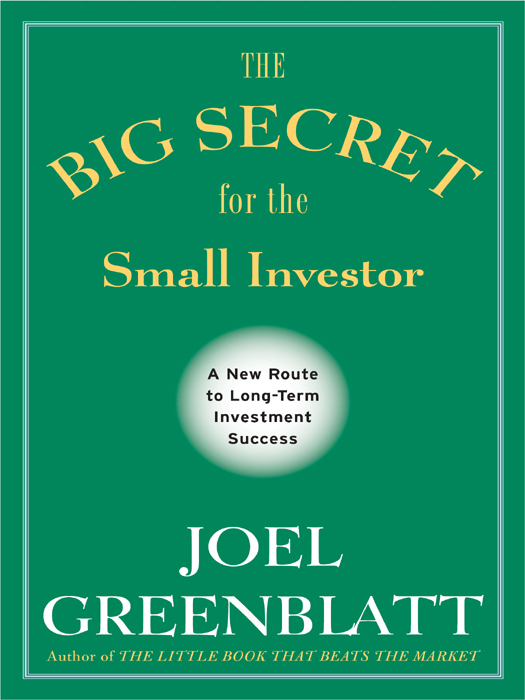 THE
BIG SECRET
for the
Small Investor
A New Route
to Long-Term
Investment
Success
JOEL
GREENBLATT
Author of THE LITTLE BOOK THAT BEATS THE MARKET